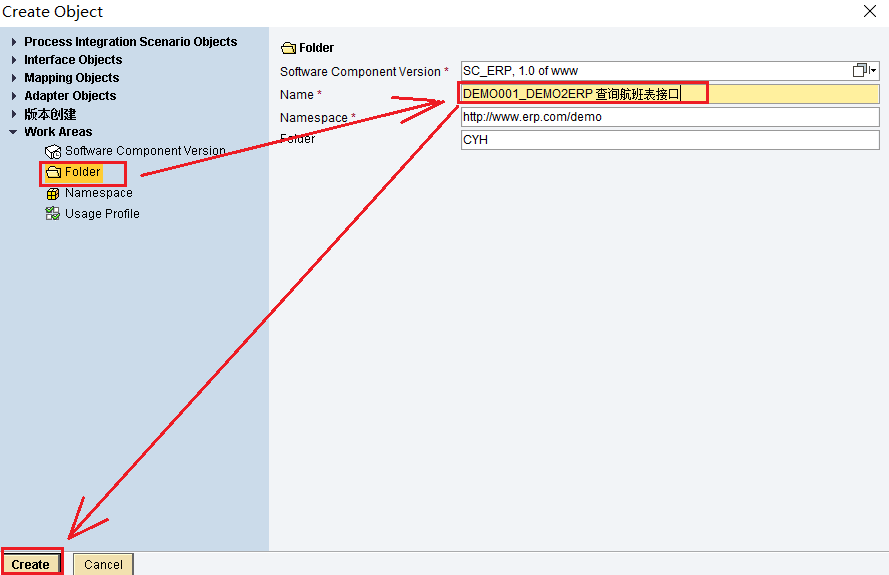 Create Object
Process Integration Scenario Objects
Interface Objects
Mapping Objects
Adapter Objects
版本创建
Work Areas
Software Component Version
Folder
Namespace
Usage Profile
Folder
Software Component Version *
SC_ERP, 1.0 of www
Name *
DEMO001_DEMO2ERP 查询航班表接口
Namespace *
http://www.erp.com/demo
Folder
CYH
Create
Cancel